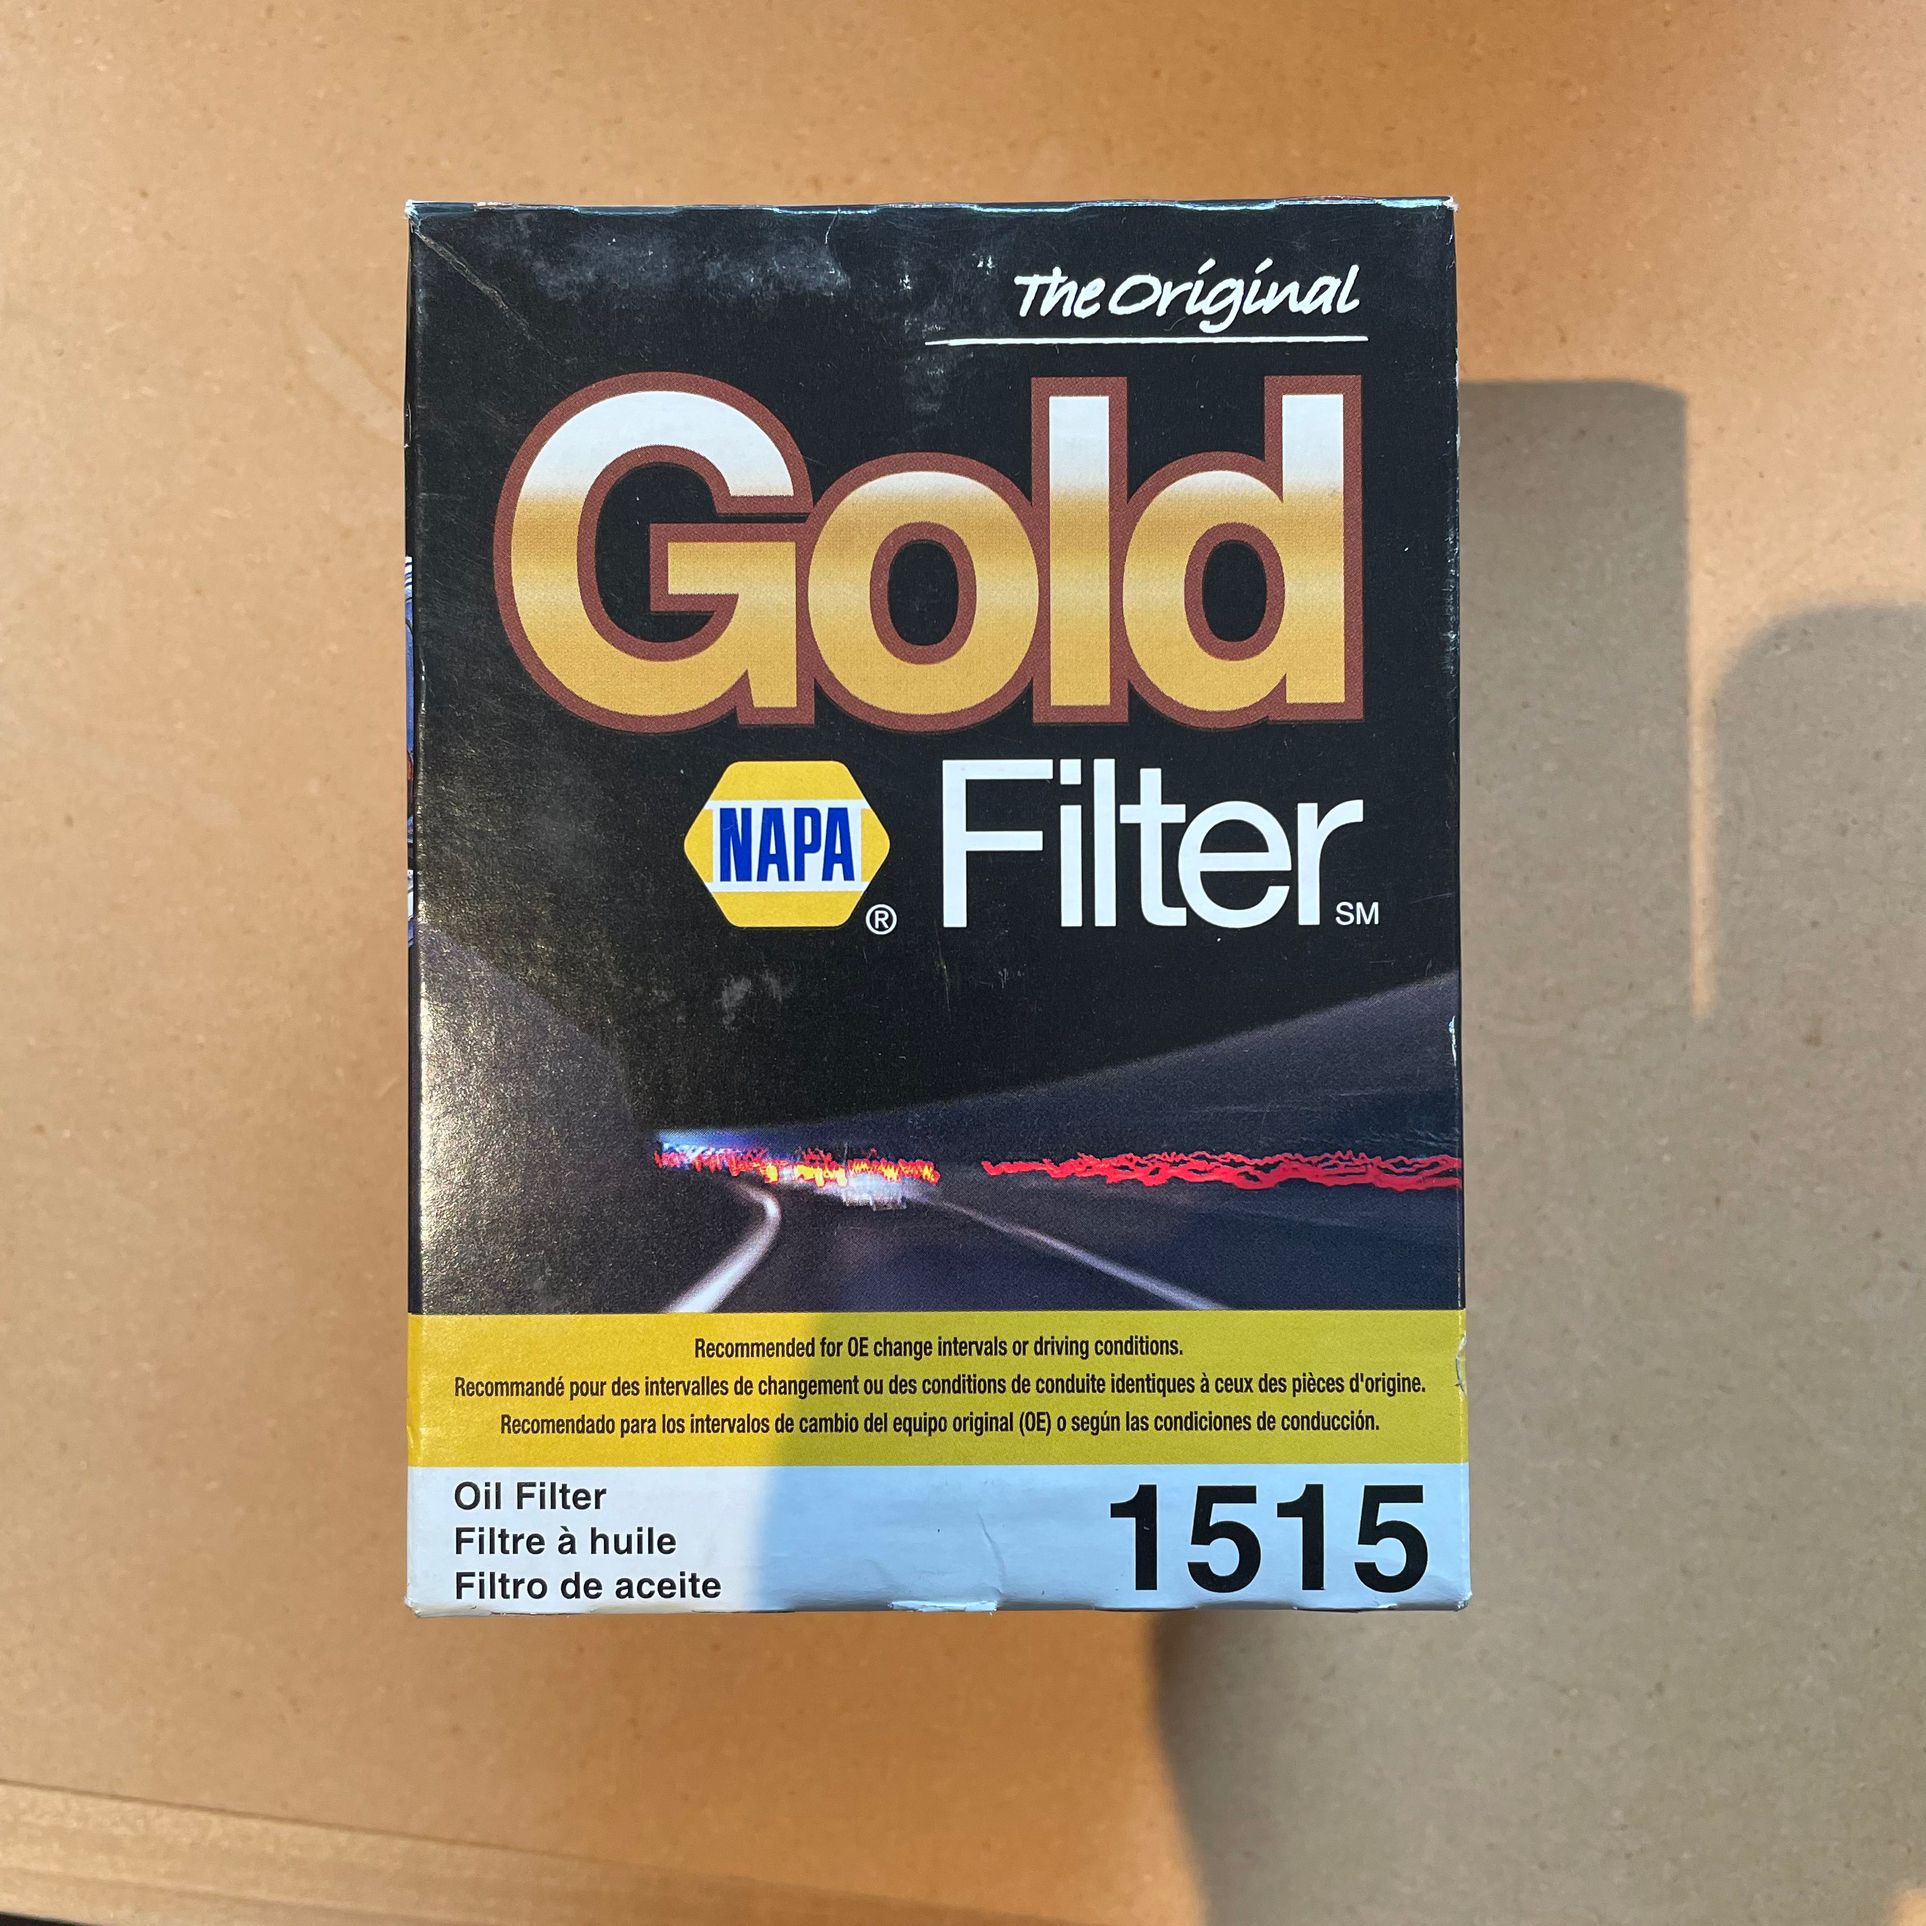 The Original
Gold
NAPA® Filter SM
Recommended for OE change intervals or driving conditions.
Recommandé pour des intervalles de changement ou des conditions de conduite identiques à ceux des pièces d'origine.
Recomendado para los intervalos de cambio del equipo original (OE) o según las condiciones de conducción.
Oil Filter
Filtre à huile
Filtro de aceite
1515